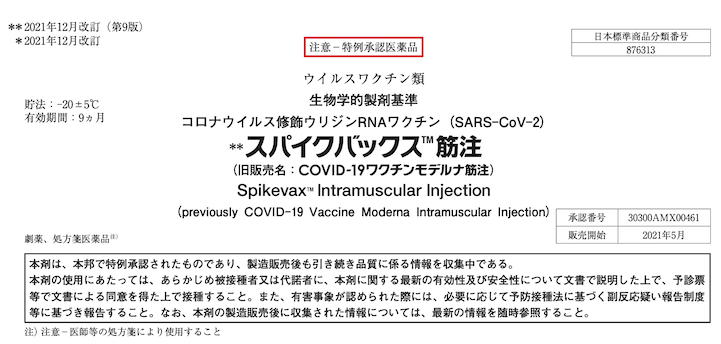 **2021年12月改訂（第9版）
*2021年12月改訂
注意－特例承認医薬品
日本標準商品分類番号
876313
貯法：-20±5℃
有効期間：9ヵ月
ウイルスワクチン類
生物学的製剤基準
コロナウイルス修飾ウリジンRNAワクチン（SARS-CoV-2）
**スパイクバックス™筋注
（旧販売名：COVID-19ワクチンモデルナ筋注）
Spikevax™ Intramuscular Injection
(previously COVID-19 Vaccine Moderna Intramuscular Injection)
承認番号 30300AMX00461
販売開始 2021年5月
劇薬、処方箋医薬品注）
本剤は、本邦で特例承認されたものであり、製造販売後も引き続き品質に係る情報を収集中である。
本剤の使用にあたっては、あらかじめ被接種者又は代諾者に、本剤に関する最新の有効性及び安全性について文書で説明した上で、予診票
等で文書による同意を得た上で接種すること。また、有害事象が認められた際には、必要に応じて予防接種法に基づく副反応疑い報告制度
等に基づき報告すること。なお、本剤の製造販売後に収集された情報については、最新の情報を随時参照すること。
注）注意－医師等の処方箋により使用すること